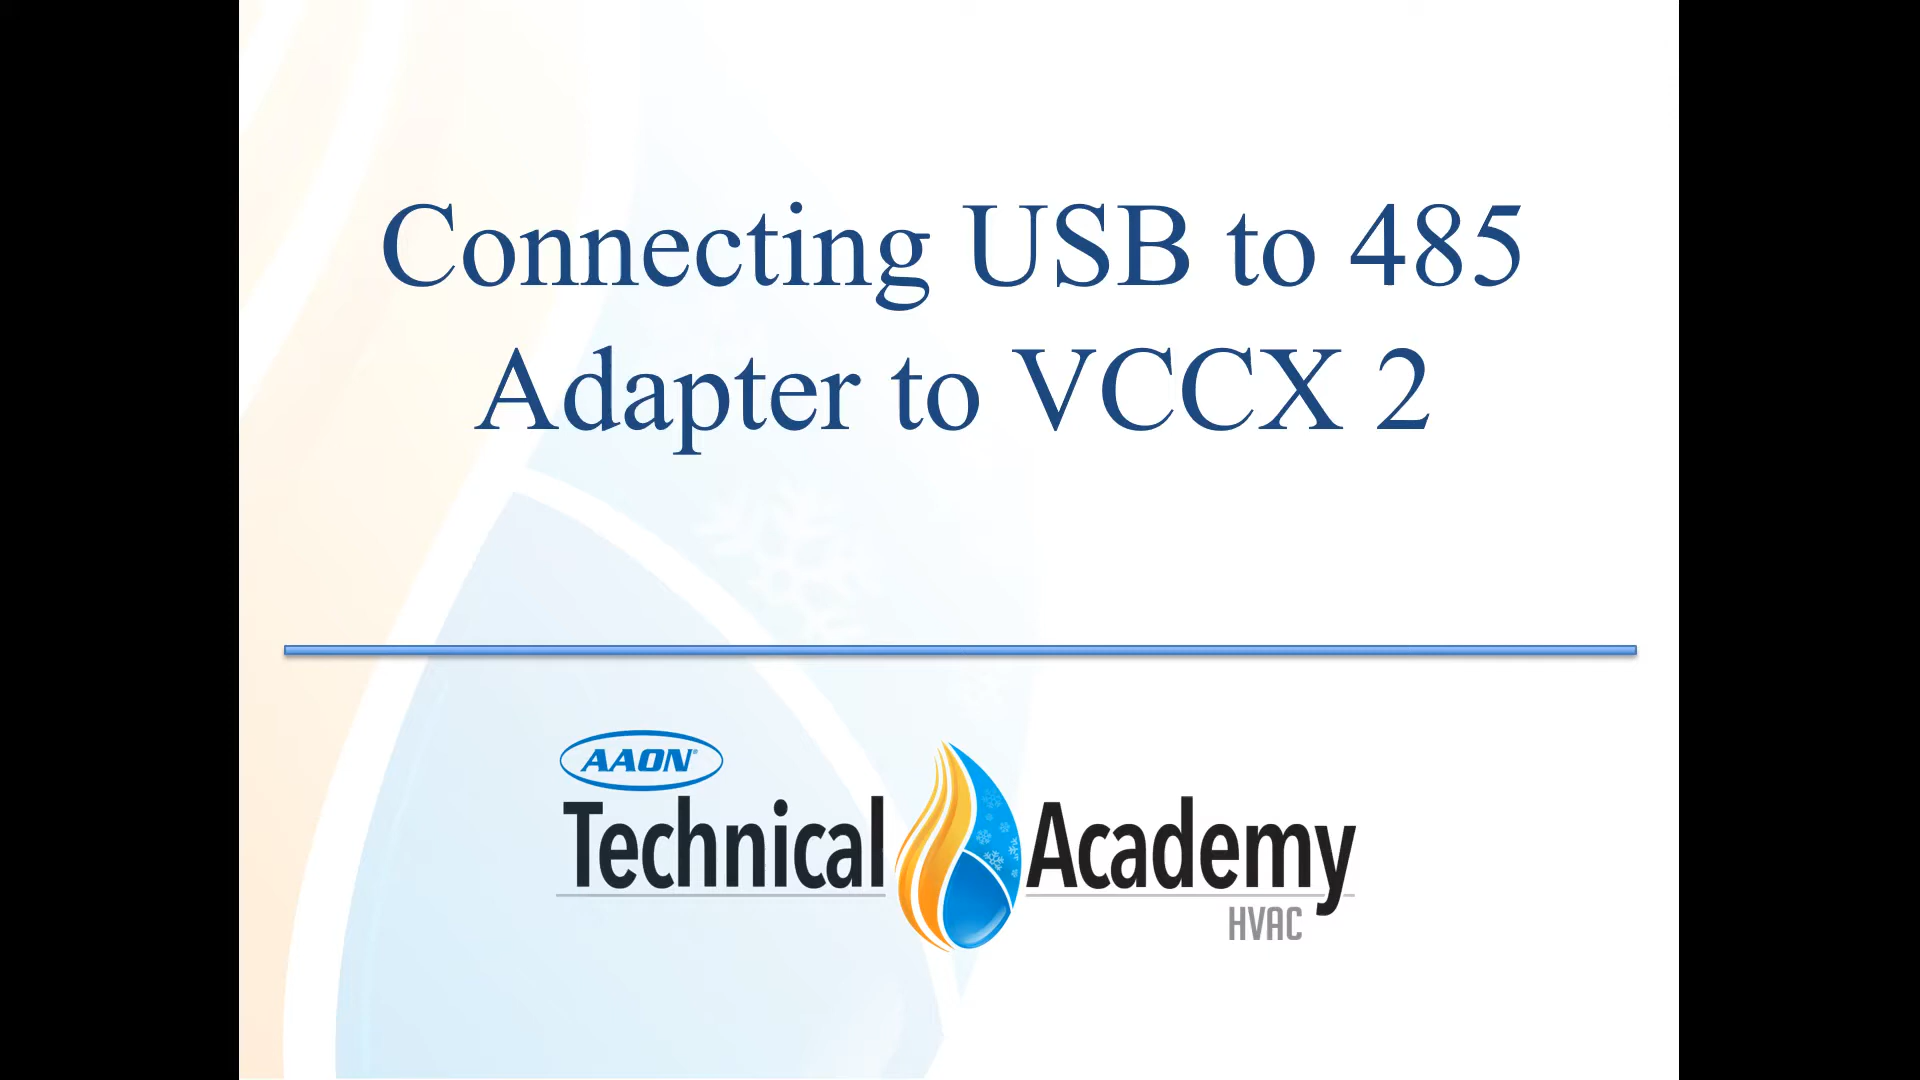 Connecting USB to 485
Adapter to VCCX 2
AAON®
Technical Academy
HVAC